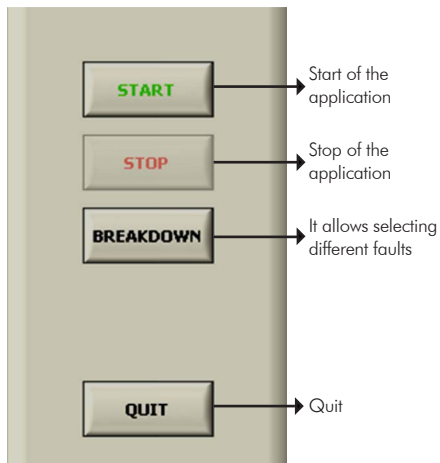 START
Start of the
application
STOP
Stop of the
application
BREAKDOWN
It allows selecting
different faults
QUIT
Quit